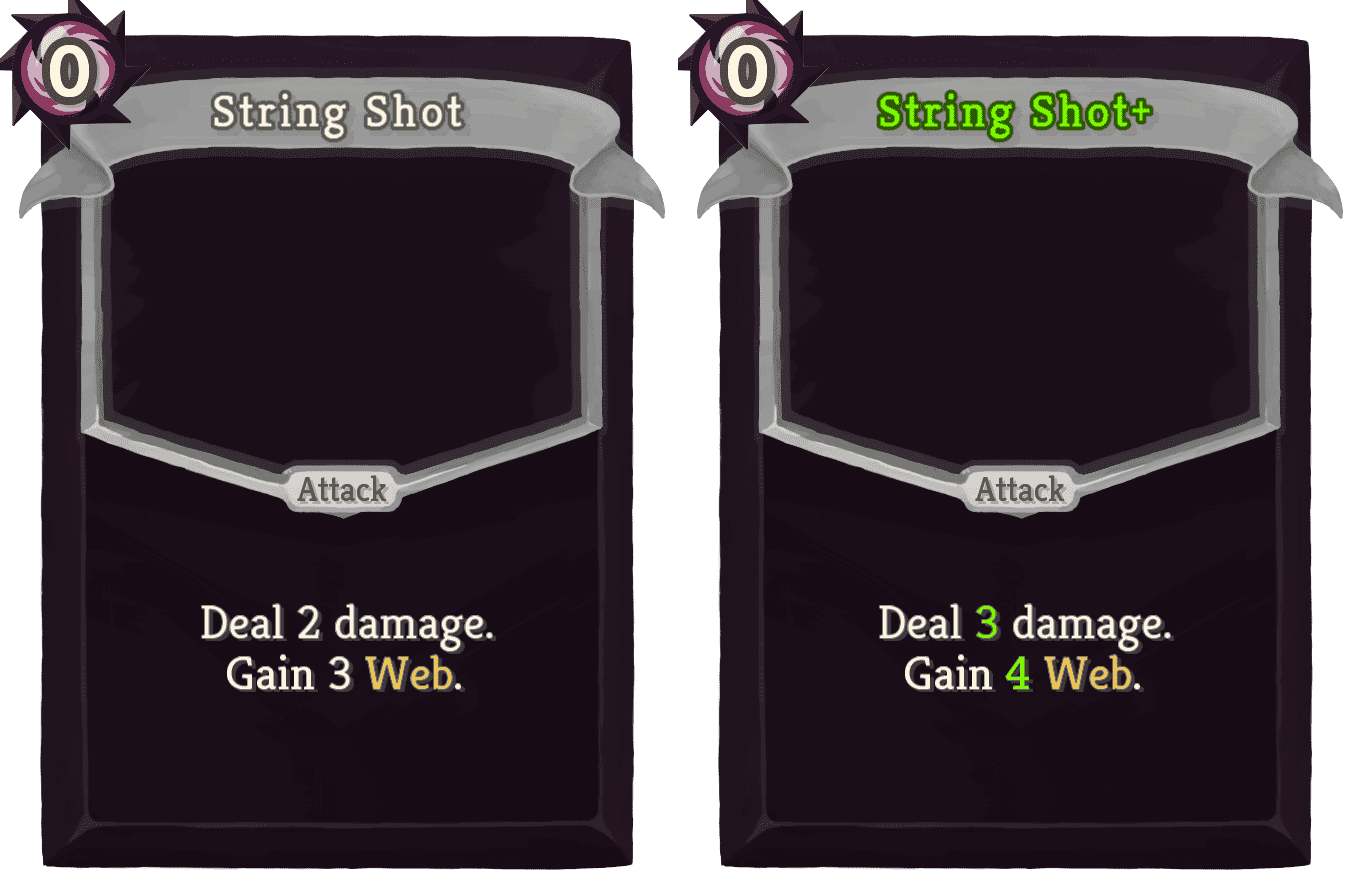 0
String Shot
Attack
Deal 2 damage.
Gain 3 Web.
0
String Shot+
Attack
Deal 3 damage.
Gain 4 Web.